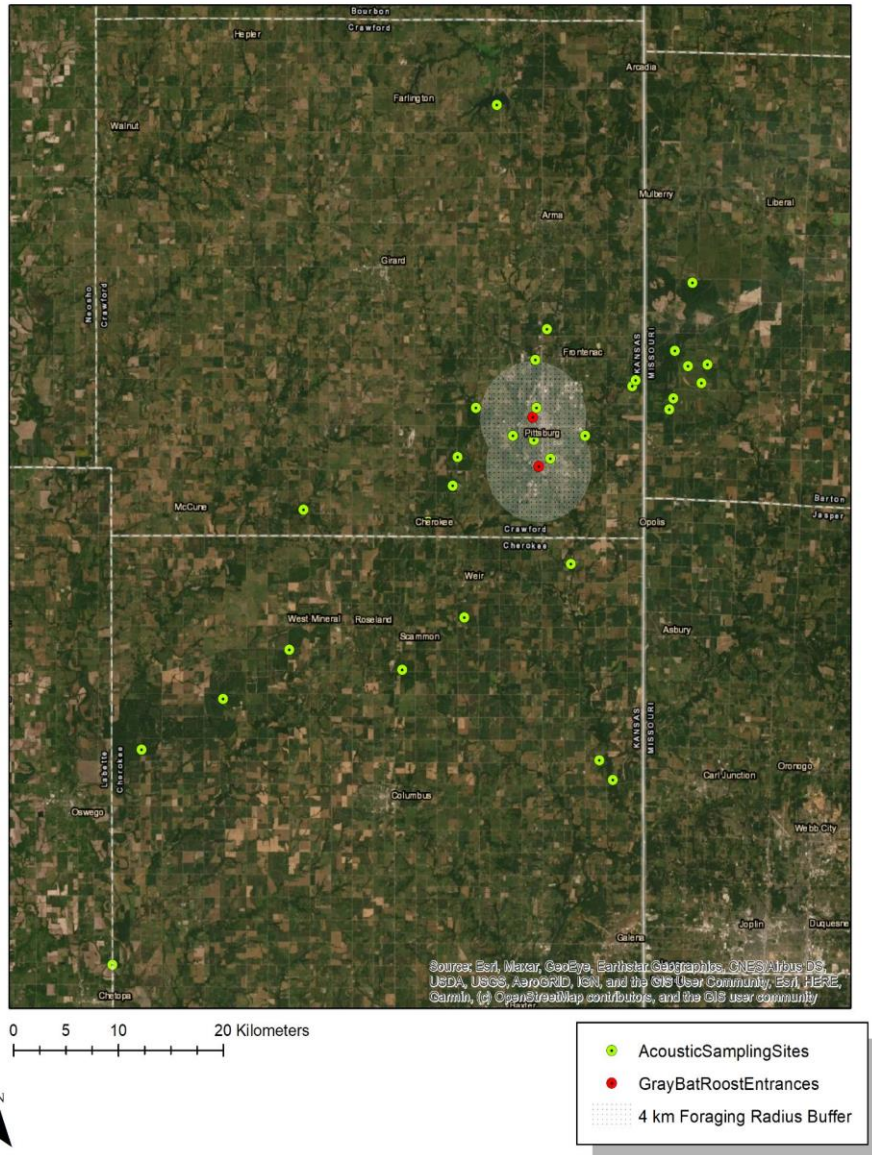 Bourbon
Crawford
Hepler
Arcadia
Farlington
Walnut
Mulberry
Liberal
Arma
Girard
Neosho
Crawford
KANSAS
MISSOURI
Frontenac
Pittsburg
McCune
Cherokee
Crawford
Cherokee
Opolis
Barton
Jasper
Weir
West Mineral
Roseland
Scammon
Asbury
KANSAS
MISSOURI
Labette
Cherokee
Carl Junction
Oronogo
Columbus
Oswego
Webb City
Galena
Joplin
Duquesne
Chetopa
Source: Esri, Maxar, GeoEye, Earthstar Geographics, CNES/Airbus DS,
USDA, USGS, AeroGRID, IGN, and the GIS User Community, Esri, HERE,
Garmin, (c) OpenStreetMap contributors, and the GIS user community
0 5 10 20 Kilometers
N
AcousticSamplingSites
GrayBatRoostEntrances
4 km Foraging Radius Buffer